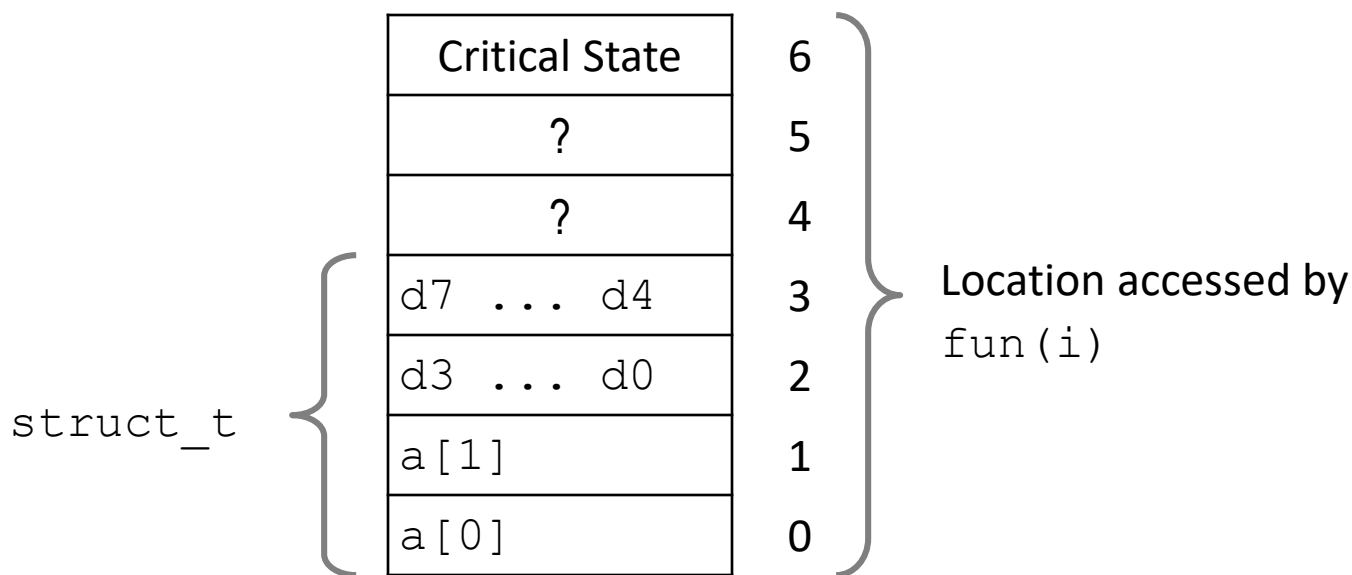 Critical State 6
? 5
? 4
d7 ... d4 3
d3 ... d0 2
a[1] 1
a[0] 0
struct_t
Location accessed by
fun(i)